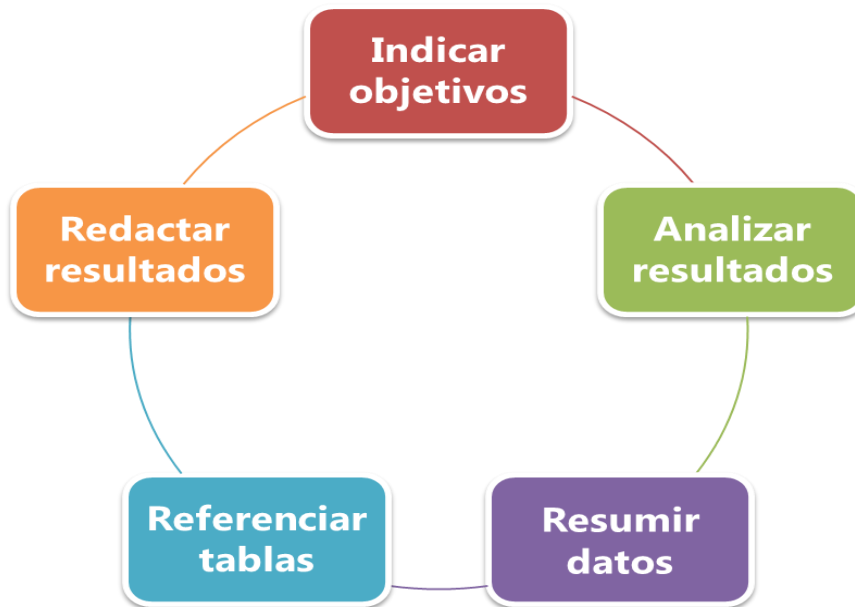 Indicar
objetivos
Analizar
resultados
Resumir
datos
Referenciar
tablas
Redactar
resultados